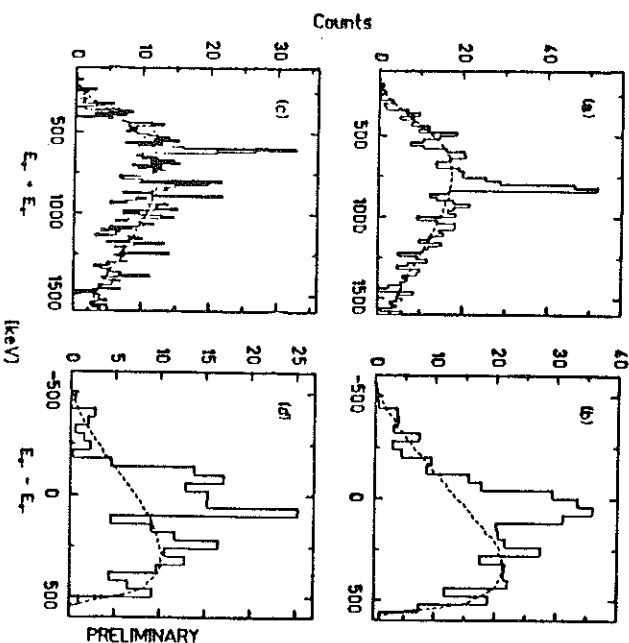 Counts
0 20 40
(a)
500 1000 1500
0 10 20 30 40
(b)
-500 0 500
0 10 20 30
(c)
500 1000 1500
0 5 10 15 20 25
(d)
-500 0 500
[keV]
PRELIMINARY